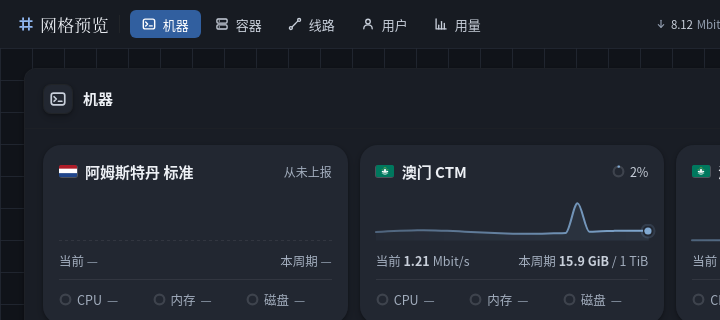 网格预览 机器 容器 线路 用户 用量 ↓ 8.12 Mbit
机器
阿姆斯特丹 标准 从未上报
当前 — 本周期 —
CPU — 内存 — 磁盘 —
澳门 CTM 2%
当前 1.21 Mbit/s 本周期 15.9 GiB / 1 TiB
CPU — 内存 — 磁盘 —
当前